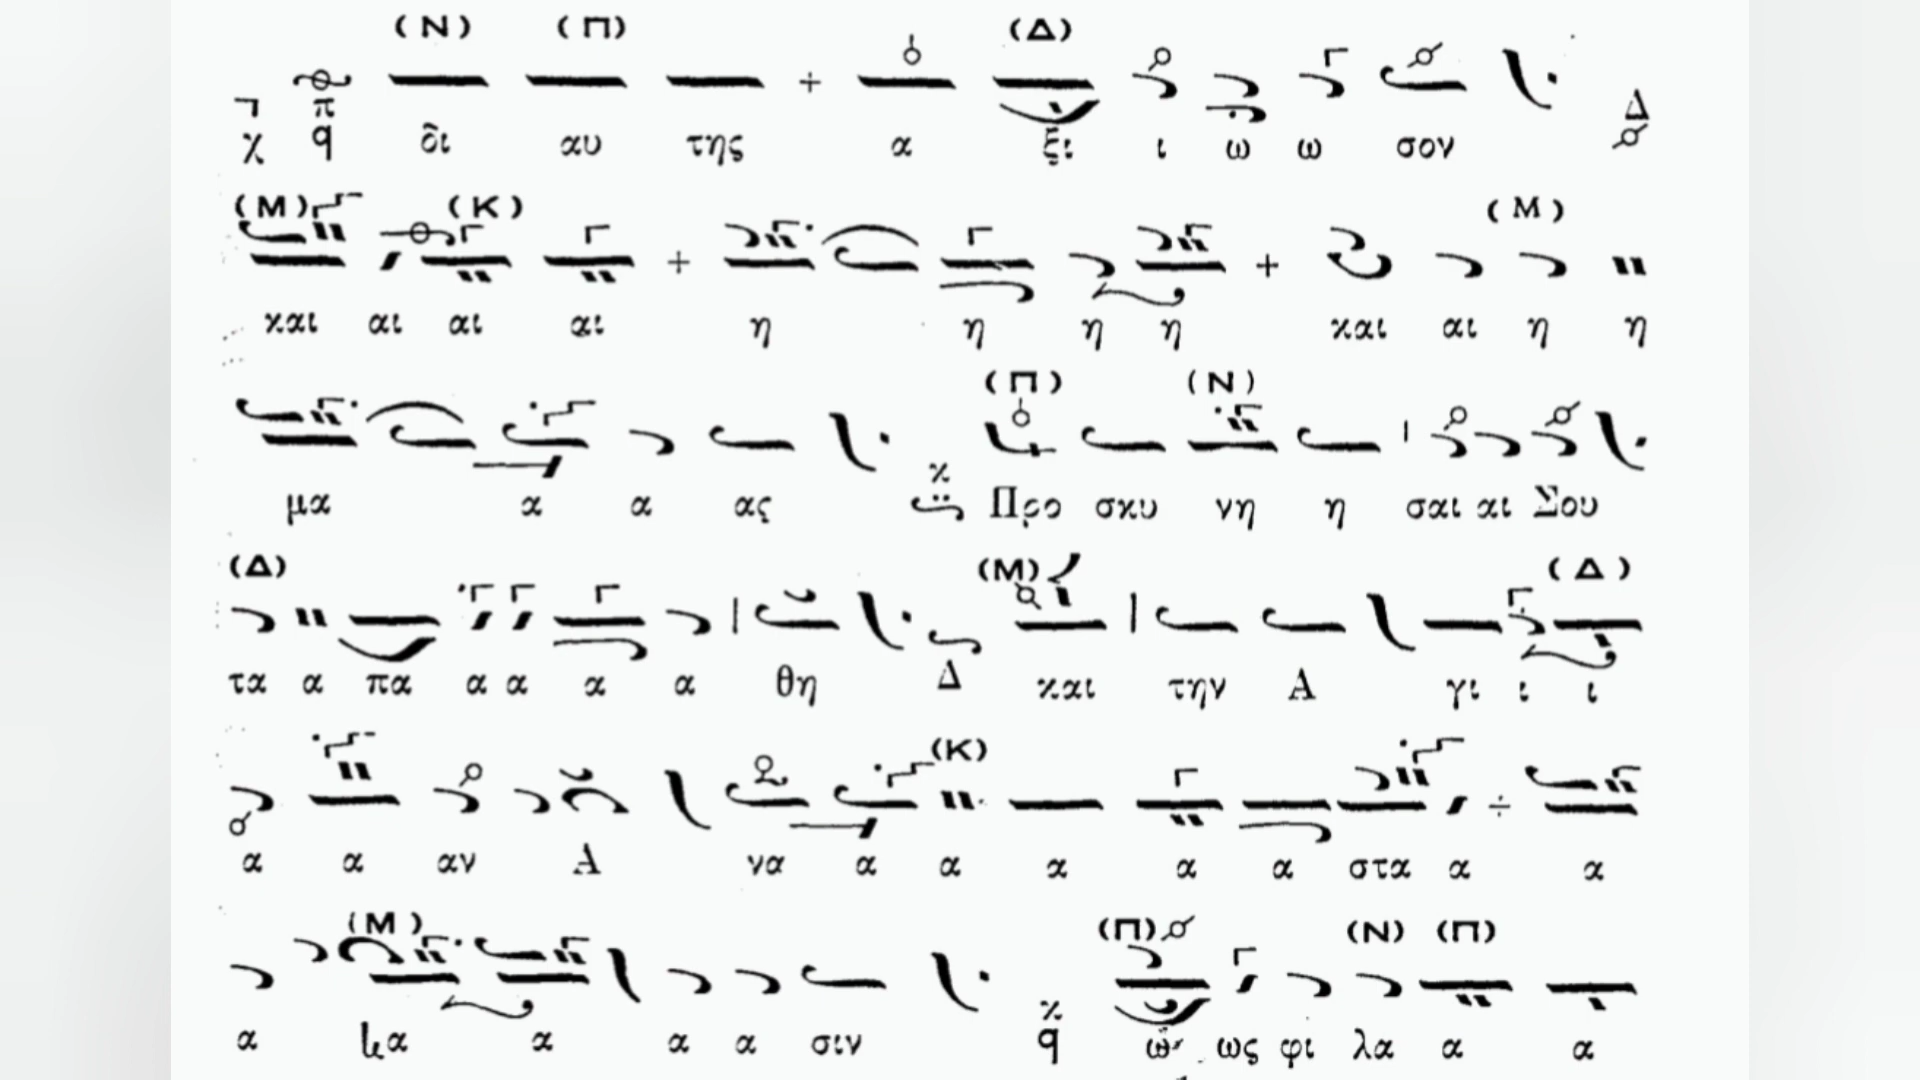 (Ν) (Π) (Δ)
χ π q δι αυ της α ξι ι ω ω σον Δ
(Μ) (Κ) (Μ)
και αι αι αι η η η η και αι η η
(Π) (Ν)
μα α α ας χ Προ σκυ νη η σαι αι Σου
(Δ) (Μ) (Δ)
τα α πα α α α α θη Δ και την Α γι ι ι
(Κ)
α α αν Α να α α α α α στα α α
(Μ) (Π) (Ν) (Π)
α α α α σιν χ q ως φι λα α α